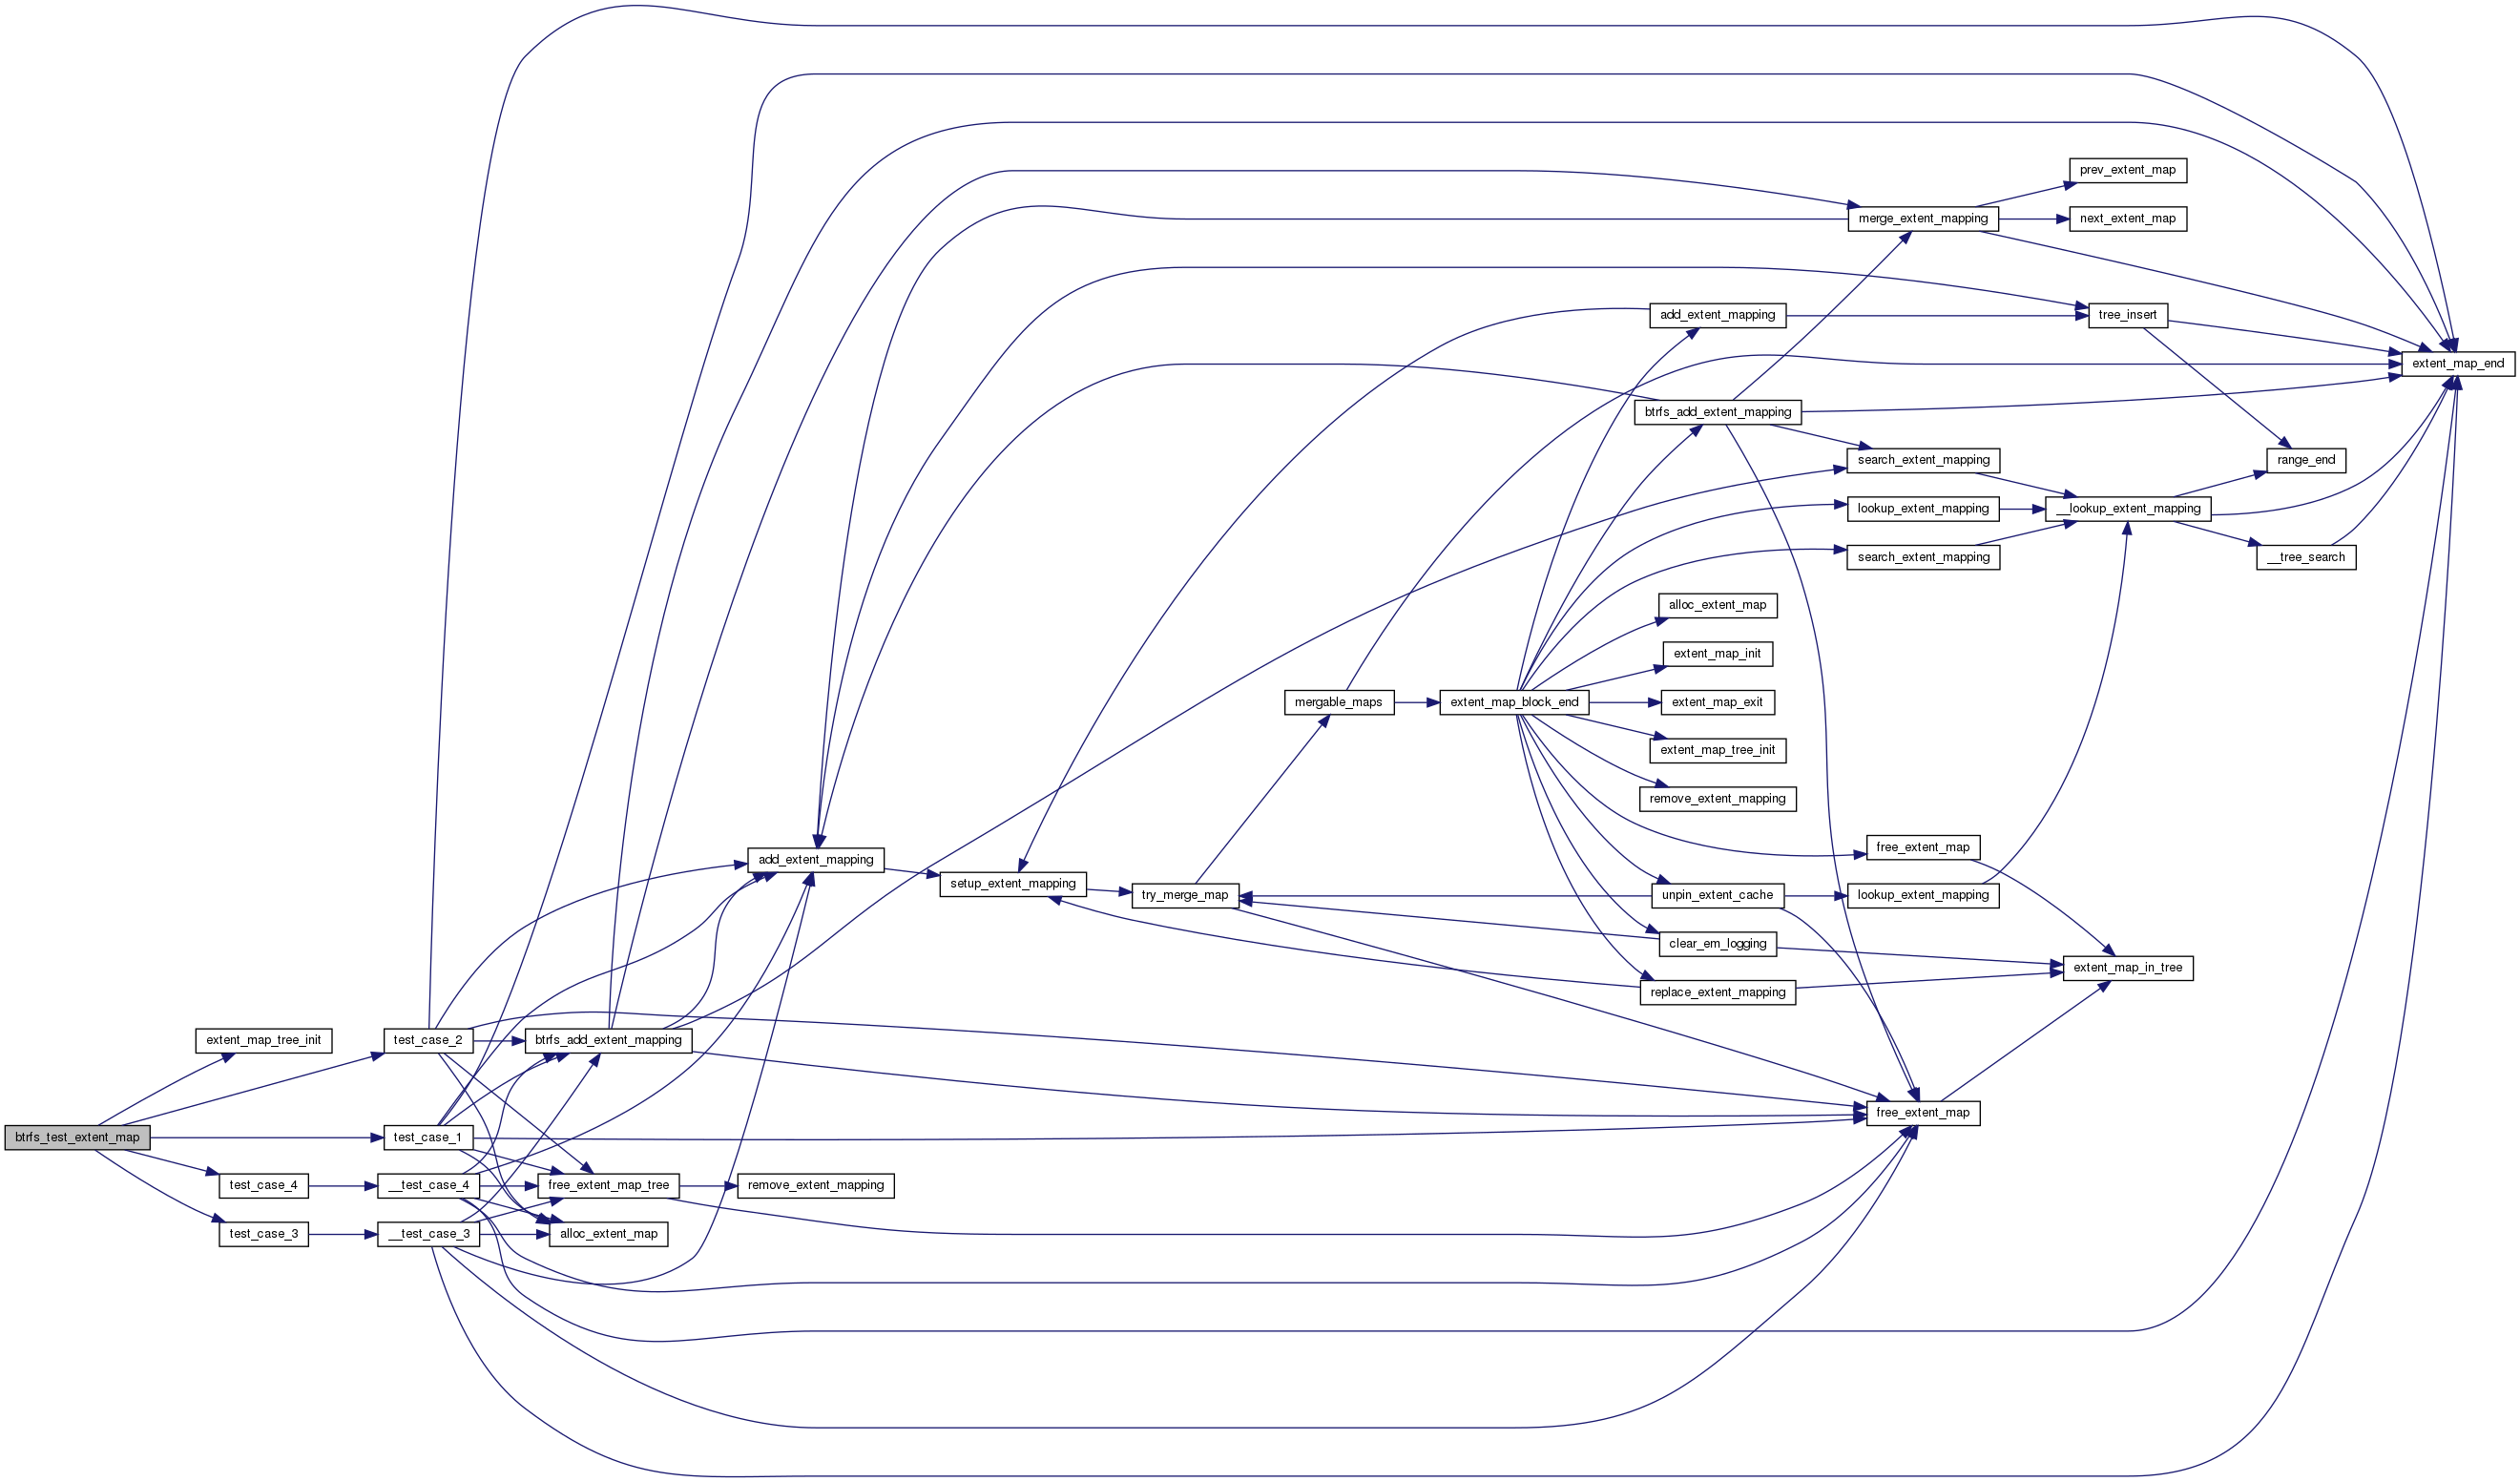 prev_extent_map
merge_extent_mapping
next_extent_map
add_extent_mapping
tree_insert
extent_map_end
btrfs_add_extent_mapping
search_extent_mapping
range_end
lookup_extent_mapping
__lookup_extent_mapping
search_extent_mapping
__tree_search
alloc_extent_map
extent_map_init
mergable_maps
extent_map_block_end
extent_map_exit
extent_map_tree_init
remove_extent_mapping
add_extent_mapping
free_extent_map
setup_extent_mapping
try_merge_map
unpin_extent_cache
lookup_extent_mapping
clear_em_logging
extent_map_in_tree
replace_extent_mapping
extent_map_tree_init
test_case_2
btrfs_add_extent_mapping
free_extent_map
btrfs_test_extent_map
test_case_1
test_case_4
__test_case_4
free_extent_map_tree
remove_extent_mapping
test_case_3
__test_case_3
alloc_extent_map